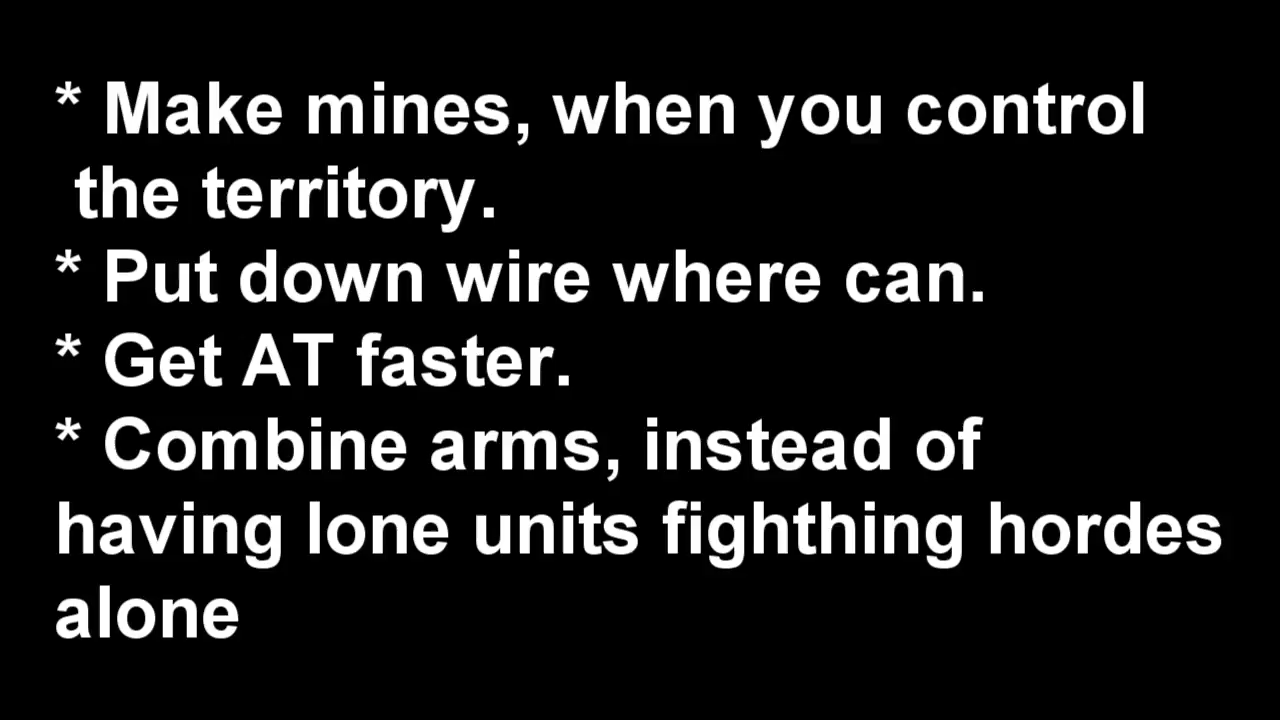 * Make mines, when you control
the territory.
* Put down wire where can.
* Get AT faster.
* Combine arms, instead of
having lone units fighthing hordes
alone